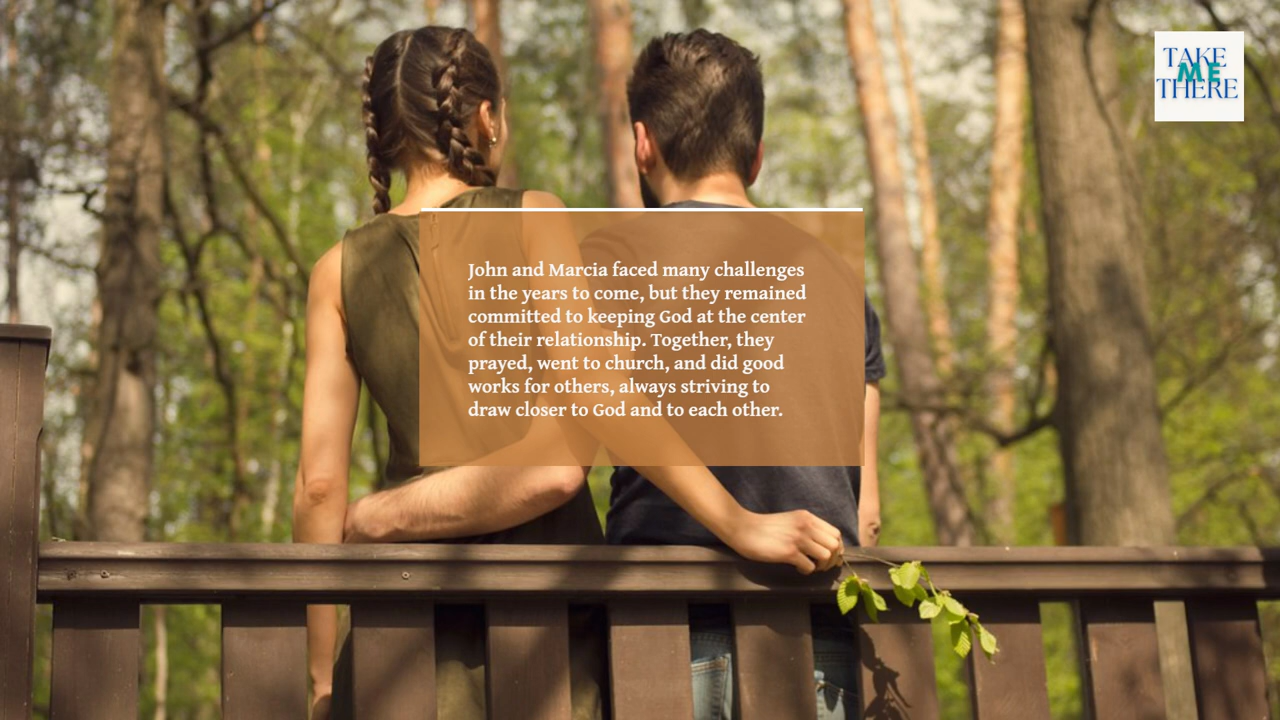 TAKE
ME
THERE
John and Marcia faced many challenges
in the years to come, but they remained
committed to keeping God at the center
of their relationship. Together, they
prayed, went to church, and did good
works for others, always striving to
draw closer to God and to each other.